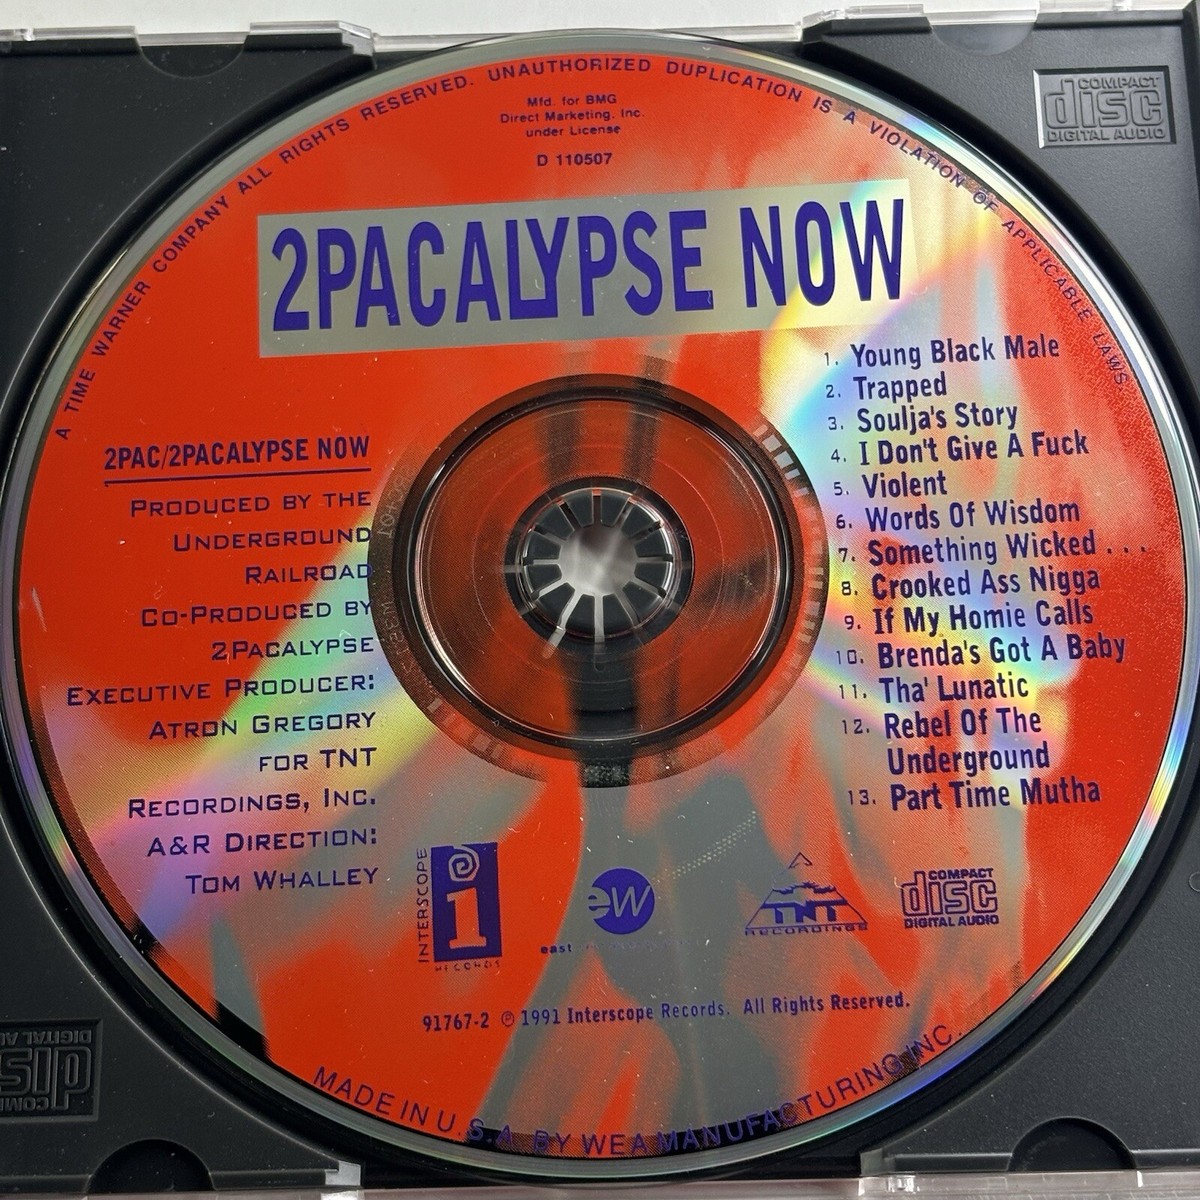 A TIME WARNER COMPANY ALL RIGHTS RESERVED. UNAUTHORIZED DUPLICATION IS A VIOLATION OF APPLICABLE LAWS
Mfd. for BMG
Direct Marketing, Inc.
under License
D 110507
COMPACT
disc
DIGITAL AUDIO
2PACALYPSE NOW
2PAC/2PACALYPSE NOW
PRODUCED BY THE
UNDERGROUND
RAILROAD
CO-PRODUCED BY
2PACALYPSE
EXECUTIVE PRODUCER:
ATRON GREGORY
FOR TNT
RECORDINGS, INC.
A&R DIRECTION:
TOM WHALLEY
1. Young Black Male
2. Trapped
3. Soulja's Story
4. I Don't Give A Fuck
5. Violent
6. Words Of Wisdom
7. Something Wicked . . .
8. Crooked Ass Nigga
9. If My Homie Calls
10. Brenda's Got A Baby
11. Tha' Lunatic
12. Rebel Of The
Underground
13. Part Time Mutha
INTERSCOPE
i
RECORDS
ew
east
TNT
RECORDINGS
COMPACT
disc
DIGITAL AUDIO
91767-2 ℗ 1991 Interscope Records. All Rights Reserved.
MADE IN U.S.A. BY WEA MANUFACTURING INC.
COMPACT
disc
DIGITAL AUDIO